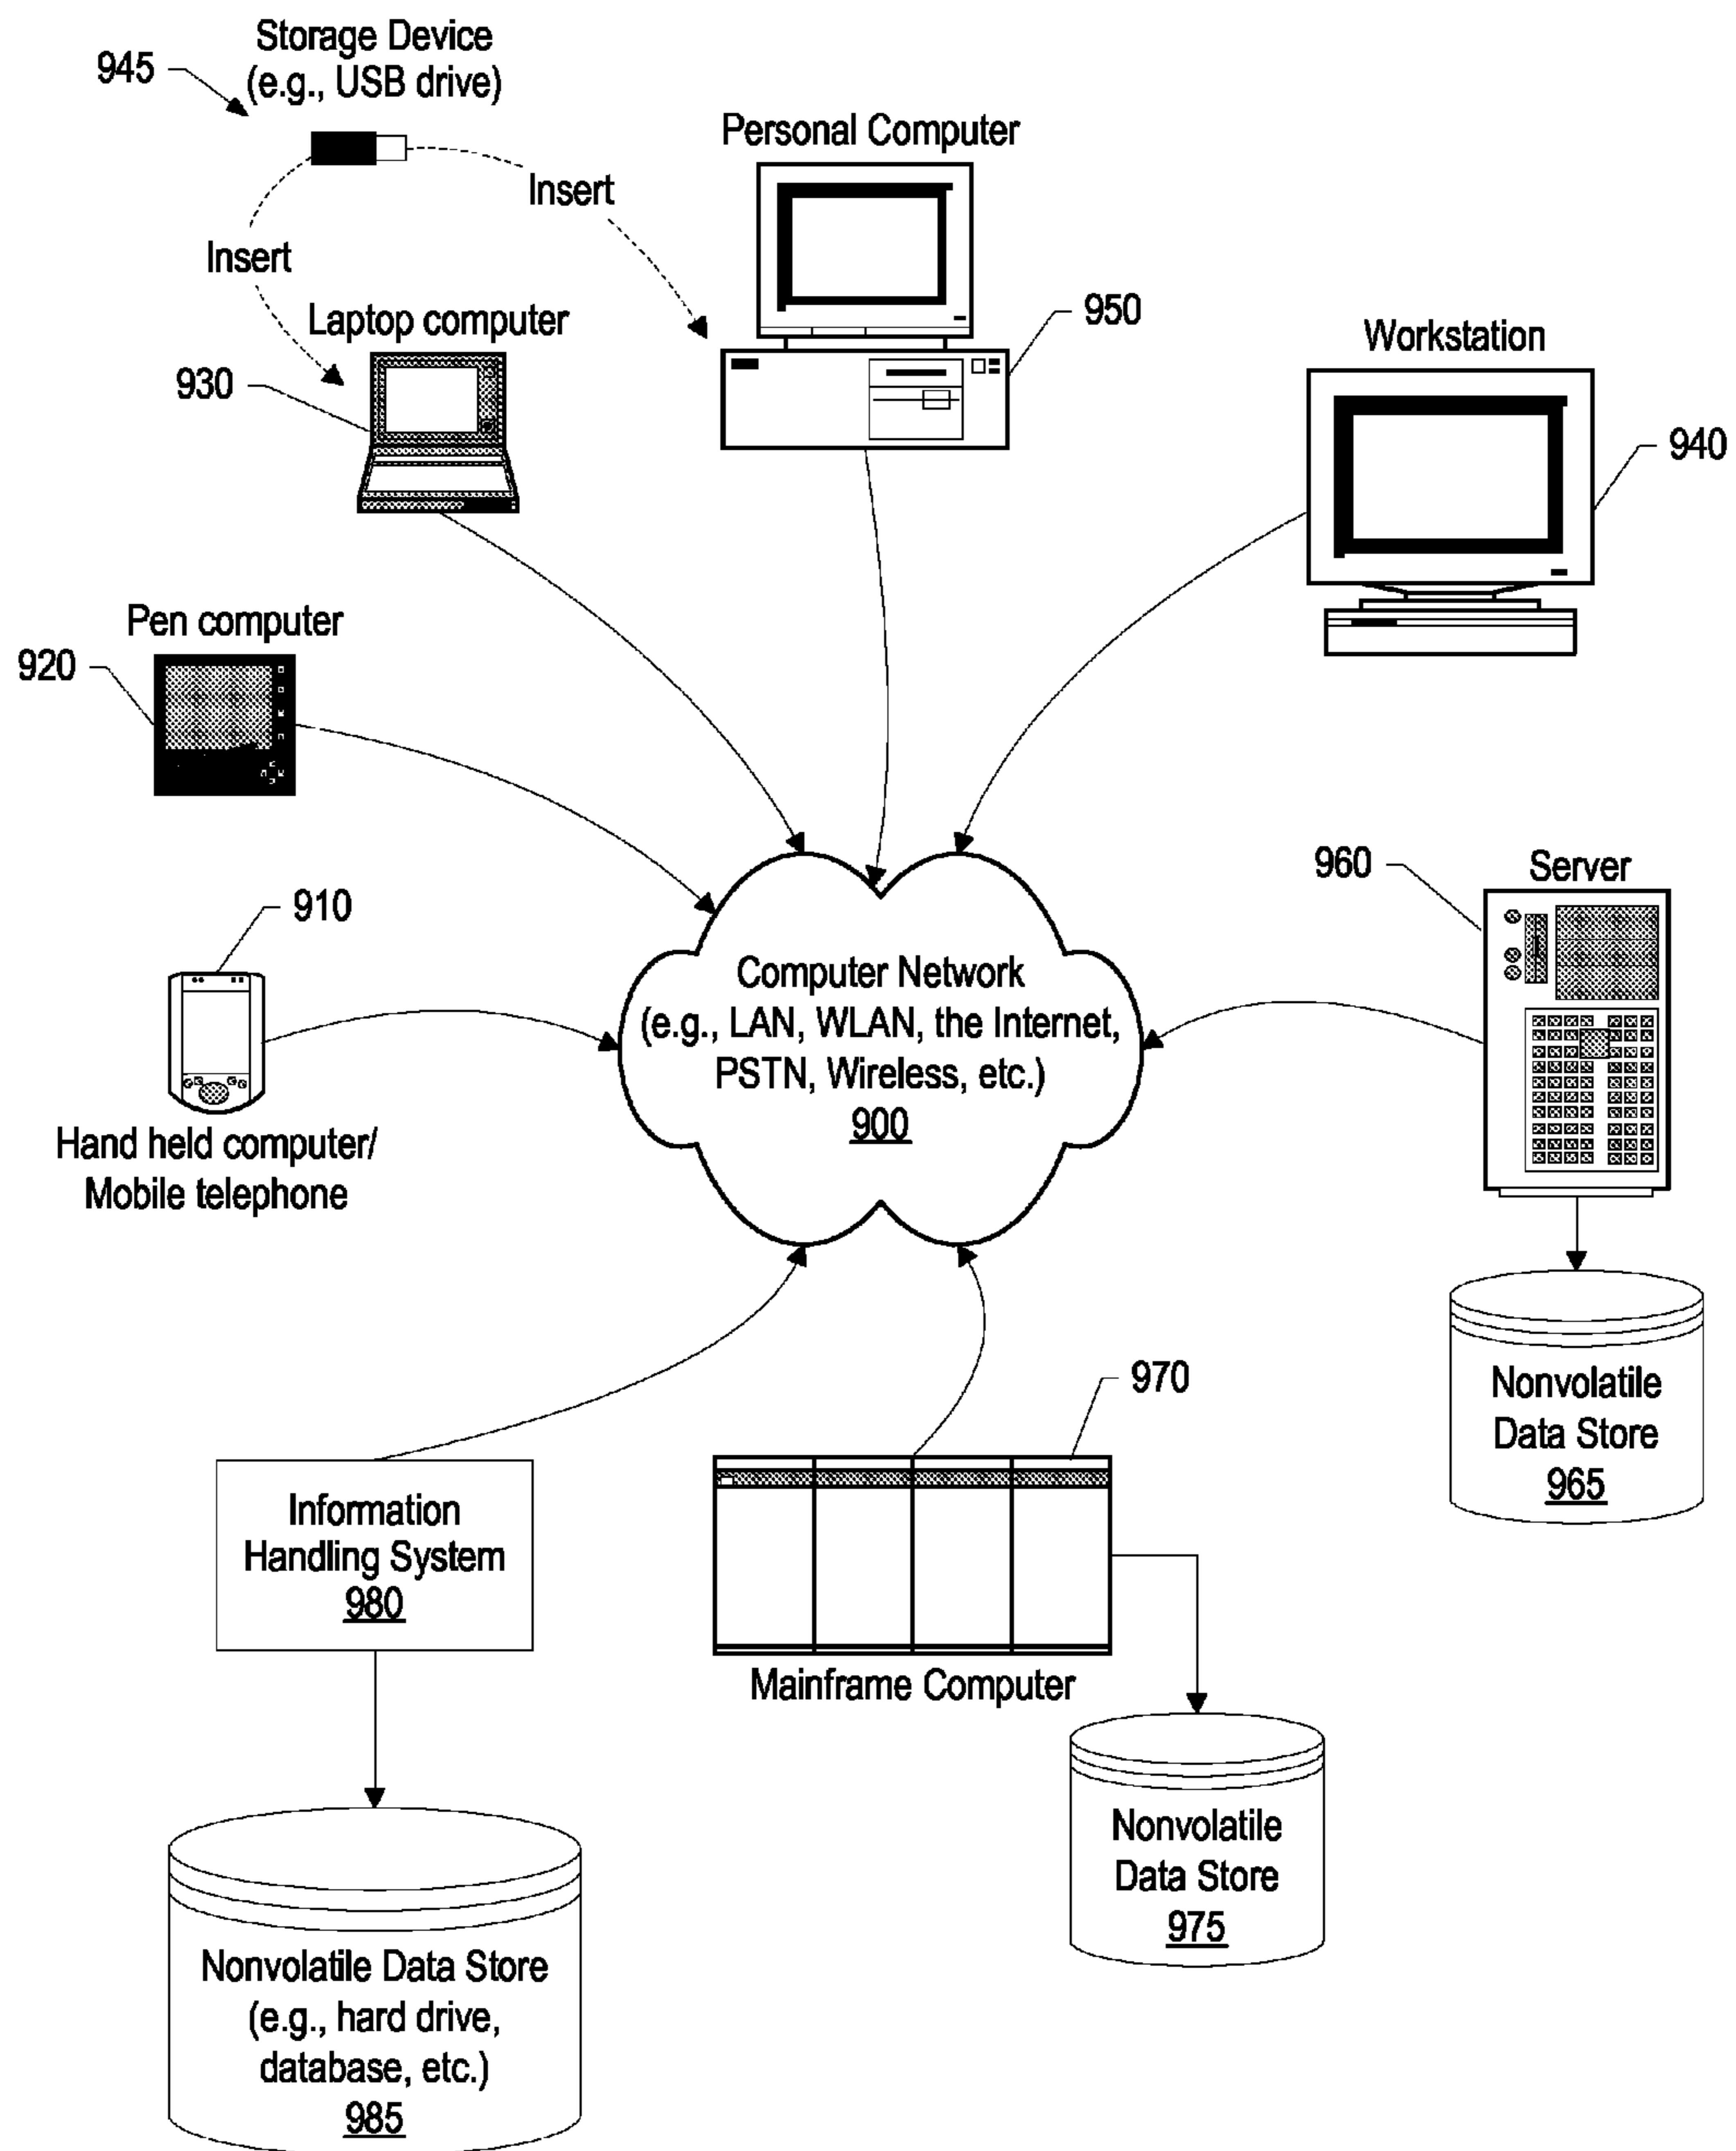 Storage Device
(e.g., USB drive)
945
Insert
Insert
Personal Computer
950
Laptop computer
930
Workstation
940
Pen computer
920
910
Hand held computer/
Mobile telephone
Computer Network
(e.g., LAN, WLAN, the Internet,
PSTN, Wireless, etc.)
900
960
Server
Nonvolatile
Data Store
965
970
Mainframe Computer
Nonvolatile
Data Store
975
Information
Handling System
980
Nonvolatile Data Store
(e.g., hard drive,
database, etc.)
985